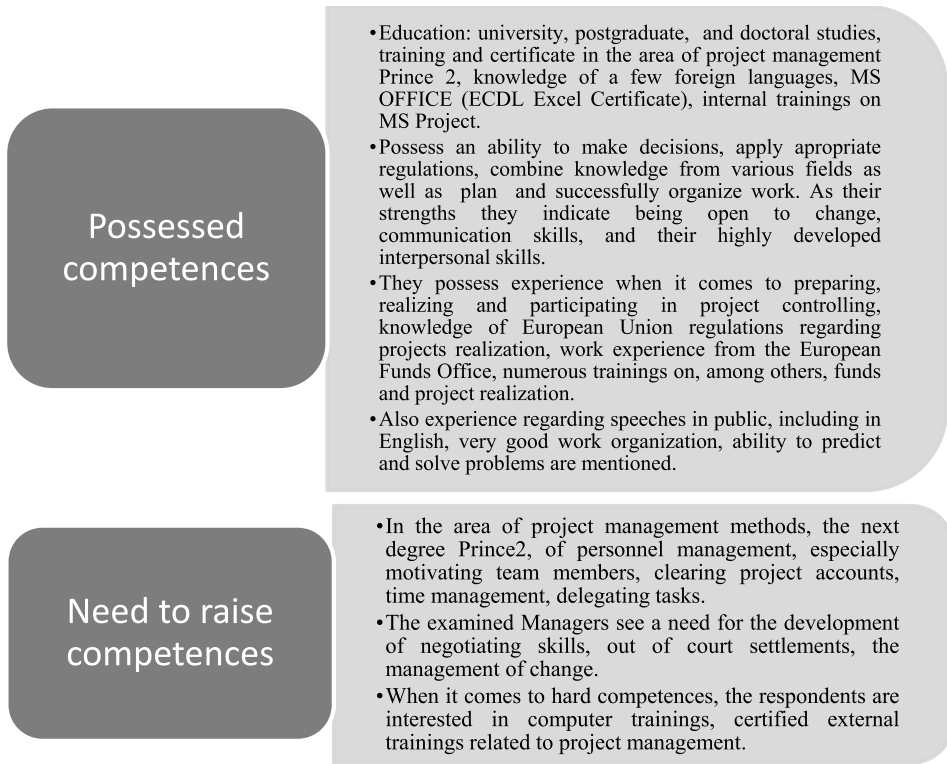 Possessed
competences
•Education: university, postgraduate, and doctoral studies,
training and certificate in the area of project management
Prince 2, knowledge of a few foreign languages, MS
OFFICE (ECDL Excel Certificate), internal trainings on
MS Project.
•Possess an ability to make decisions, apply apropriate
regulations, combine knowledge from various fields as
well as plan and successfully organize work. As their
strengths they indicate being open to change,
communication skills, and their highly developed
interpersonal skills.
•They possess experience when it comes to preparing,
realizing and participating in project controlling,
knowledge of European Union regulations regarding
projects realization, work experience from the European
Funds Office, numerous trainings on, among others, funds
and project realization.
•Also experience regarding speeches in public, including in
English, very good work organization, ability to predict
and solve problems are mentioned.
Need to raise
competences
•In the area of project management methods, the next
degree Prince2, of personnel management, especially
motivating team members, clearing project accounts,
time management, delegating tasks.
•The examined Managers see a need for the development
of negotiating skills, out of court settlements, the
management of change.
•When it comes to hard competences, the respondents are
interested in computer trainings, certified external
trainings related to project management.